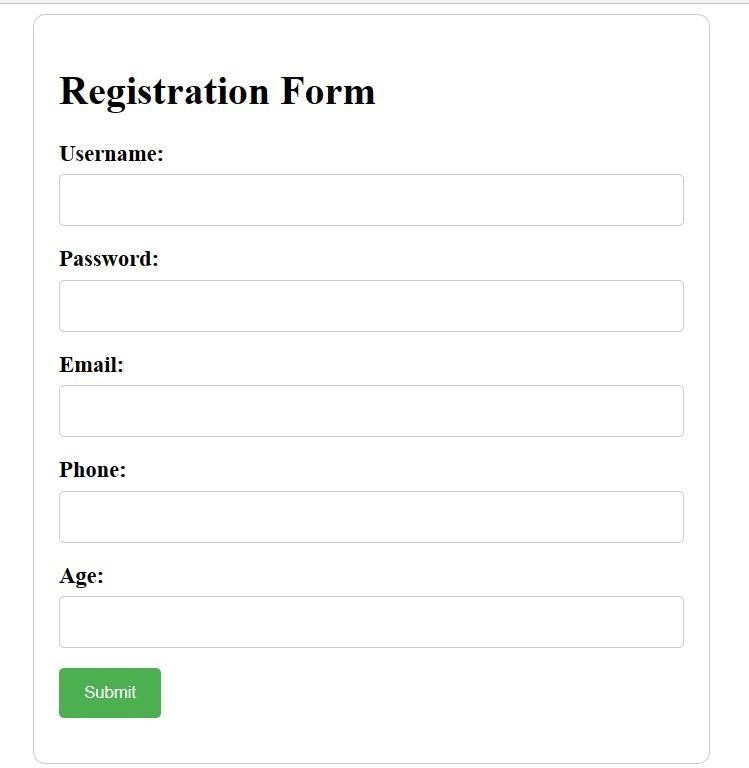 Registration Form
Username:
Password:
Email:
Phone:
Age:
Submit